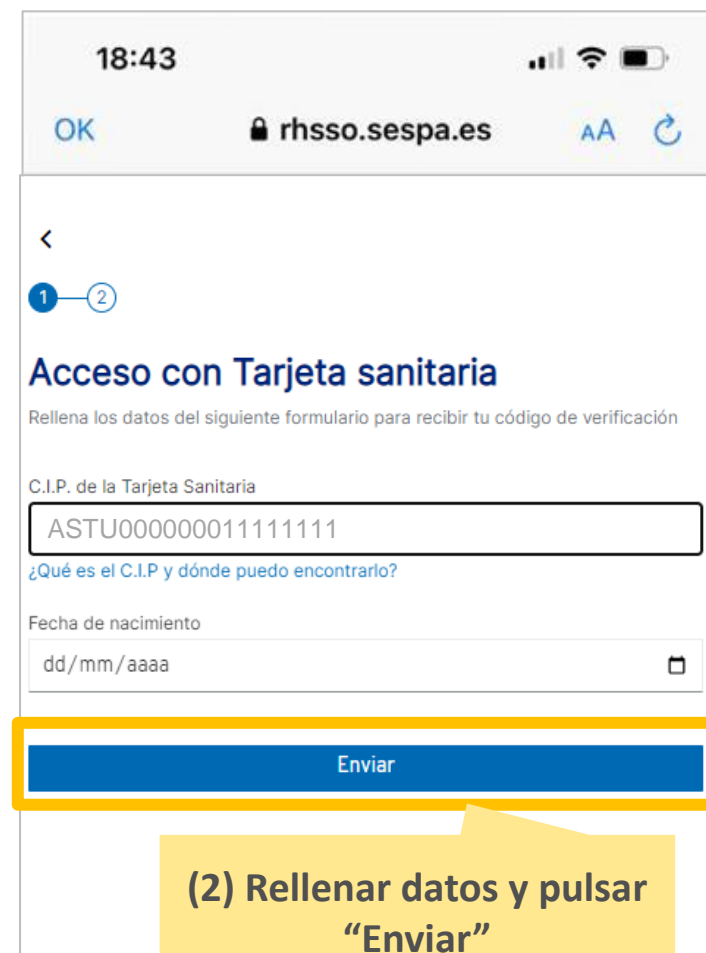 18:43
OK rhsso.sespa.es AA
1 2
Acceso con Tarjeta sanitaria
Rellena los datos del siguiente formulario para recibir tu código de verificación
C.I.P. de la Tarjeta Sanitaria
ASTU000000011111111
¿Qué es el C.I.P y dónde puedo encontrarlo?
Fecha de nacimiento
dd/mm/aaaa
Enviar
(2) Rellenar datos y pulsar
“Enviar”